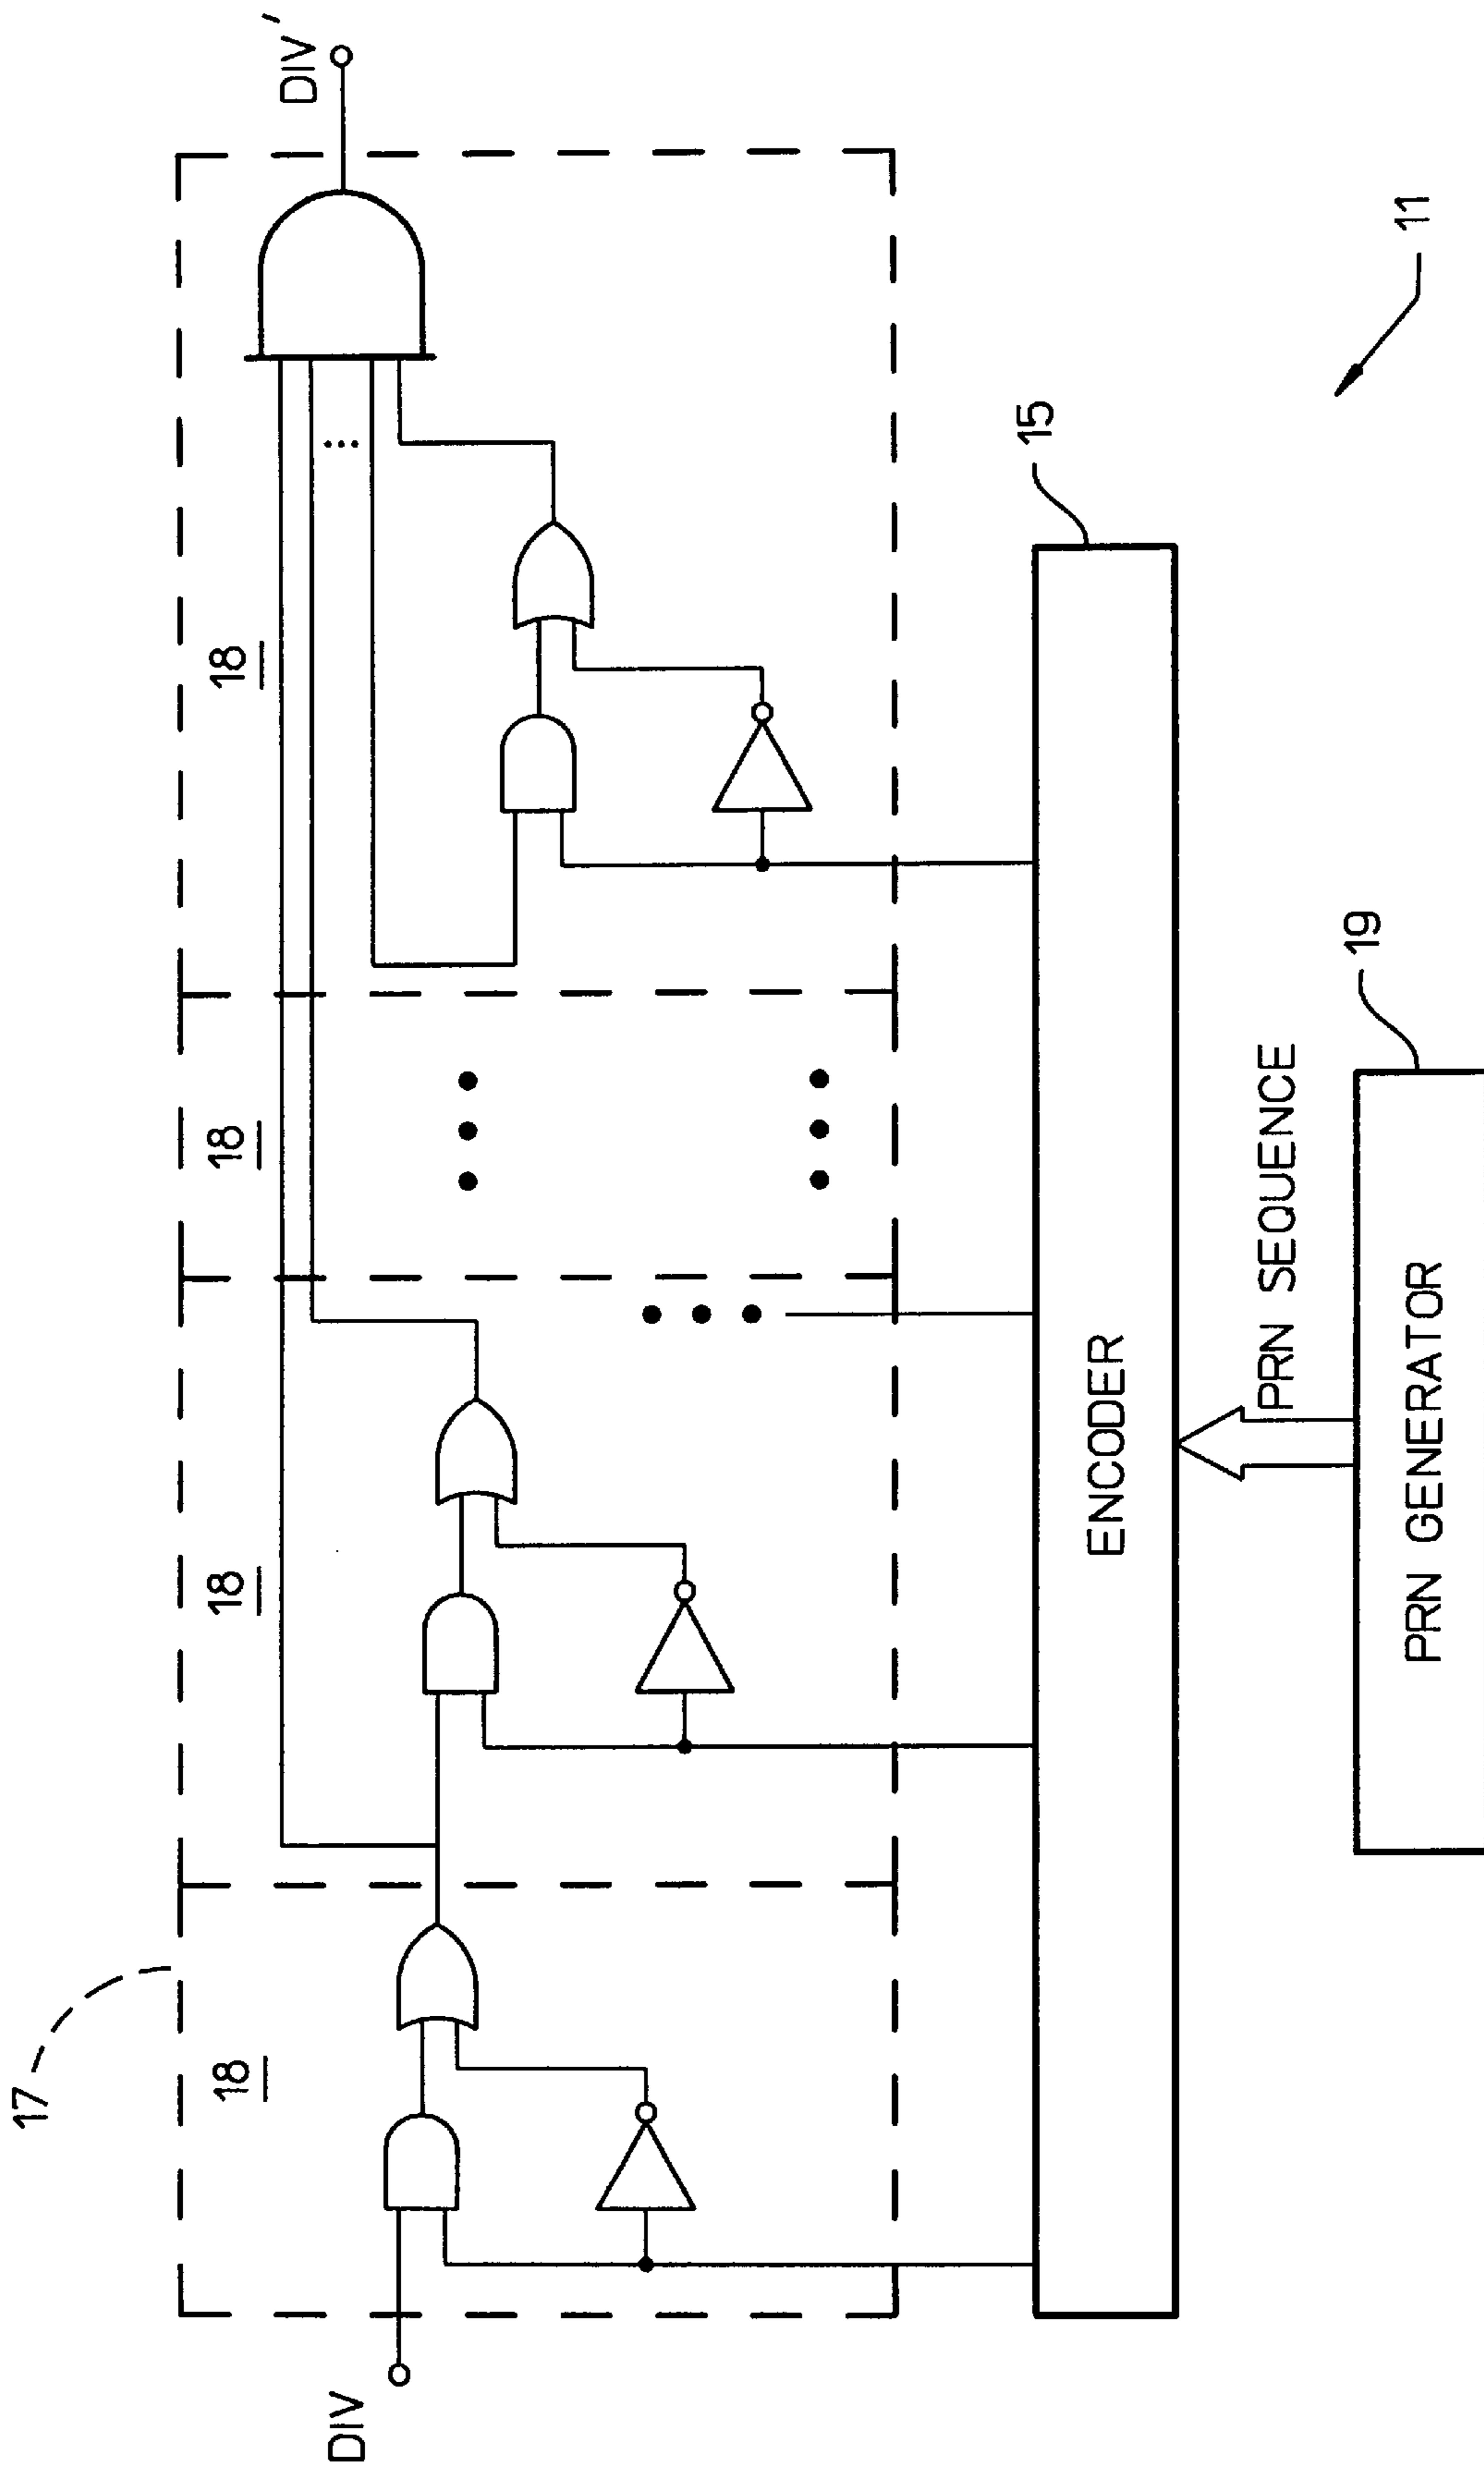 17
DIV
18
18
18
18
DIV'
15
ENCODER
PRN SEQUENCE
19
PRN GENERATOR
11